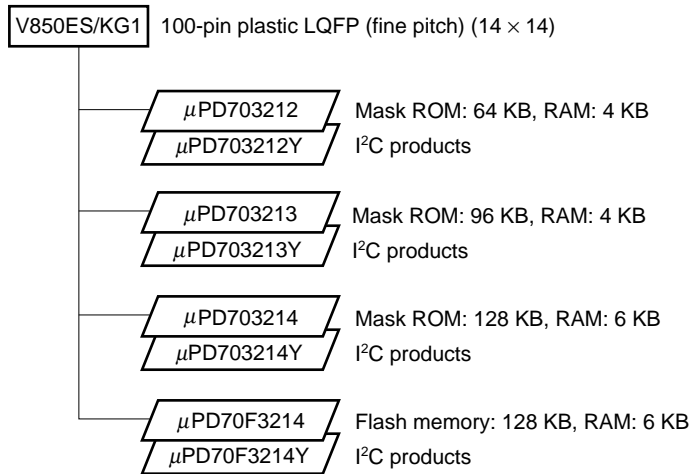 V850ES/KG1 100-pin plastic LQFP (fine pitch) (14 × 14)
μPD703212 Mask ROM: 64 KB, RAM: 4 KB
μPD703212Y I²C products
μPD703213 Mask ROM: 96 KB, RAM: 4 KB
μPD703213Y I²C products
μPD703214 Mask ROM: 128 KB, RAM: 6 KB
μPD703214Y I²C products
μPD70F3214 Flash memory: 128 KB, RAM: 6 KB
μPD70F3214Y I²C products